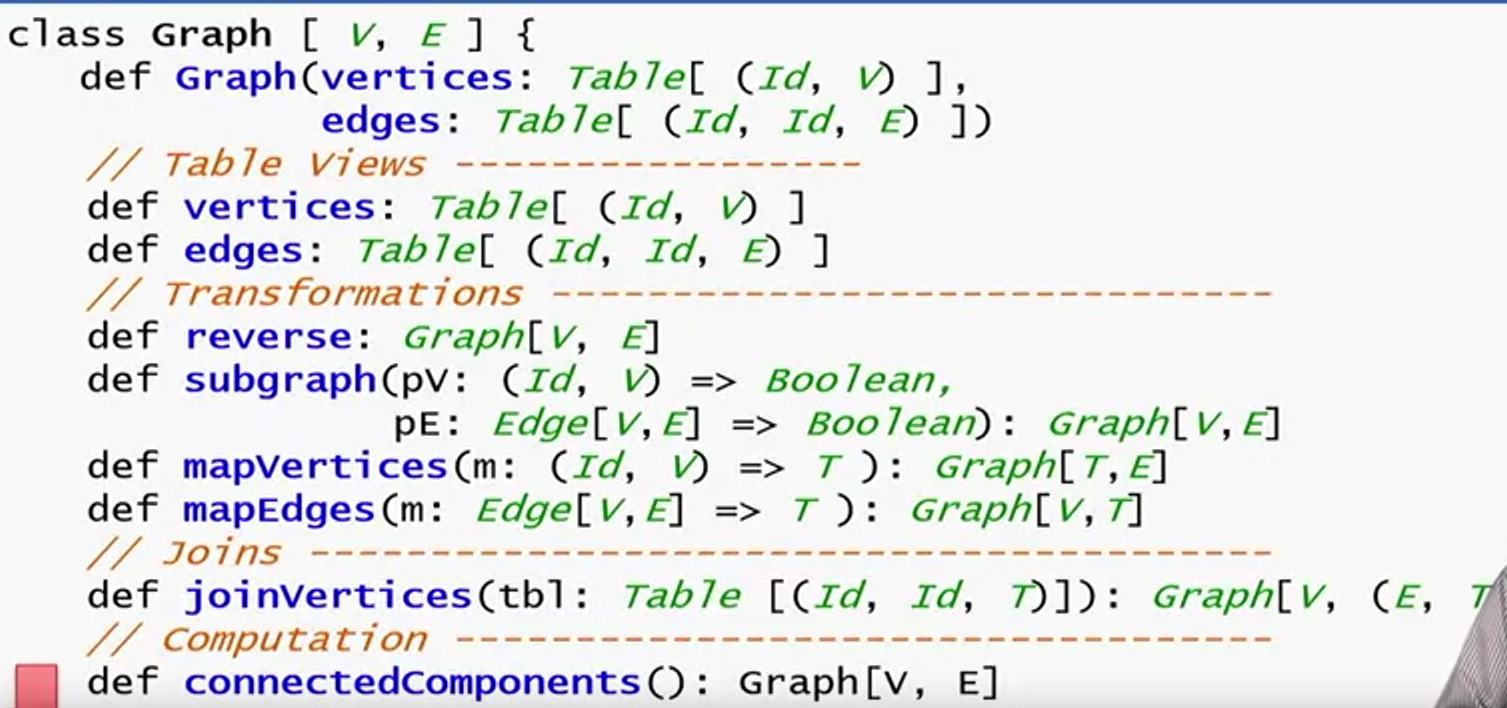 class Graph [ V, E ] {
def Graph(vertices: Table[ (Id, V) ],
edges: Table[ (Id, Id, E) ])
// Table Views -----------------
def vertices: Table[ (Id, V) ]
def edges: Table[ (Id, Id, E) ]
// Transformations ------------------------------
def reverse: Graph[V, E]
def subgraph(pV: (Id, V) => Boolean,
pE: Edge[V,E] => Boolean): Graph[V,E]
def mapVertices(m: (Id, V) => T ): Graph[T,E]
def mapEdges(m: Edge[V,E] => T ): Graph[V,T]
// Joins ----------------------------------------
def joinVertices(tbl: Table [(Id, Id, T)]): Graph[V, (E, T
// Computation ----------------------------------
def connectedComponents(): Graph[V, E]